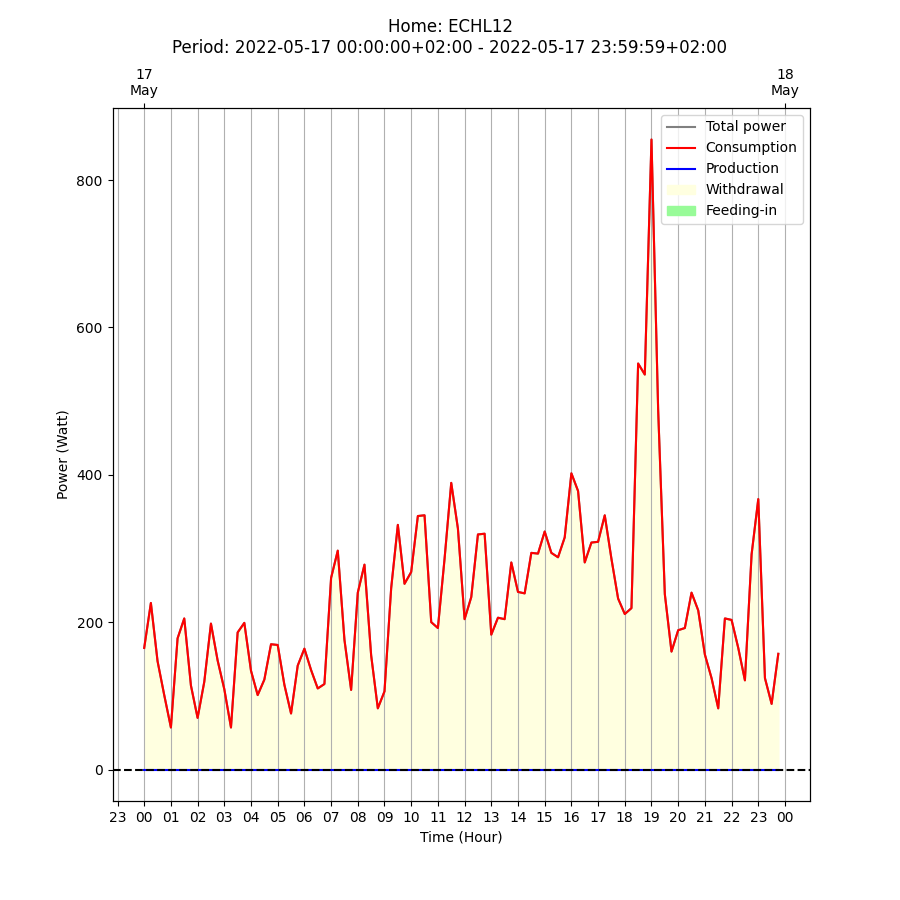 Home: ECHL12
Period: 2022-05-17 00:00:00+02:00 - 2022-05-17 23:59:59+02:00
17 18
May May
Total power
Consumption
Production
Withdrawal
Feeding-in
800
600
400
200
0
Power (Watt)
23 00 01 02 03 04 05 06 07 08 09 10 11 12 13 14 15 16 17 18 19 20 21 22 23 00
Time (Hour)